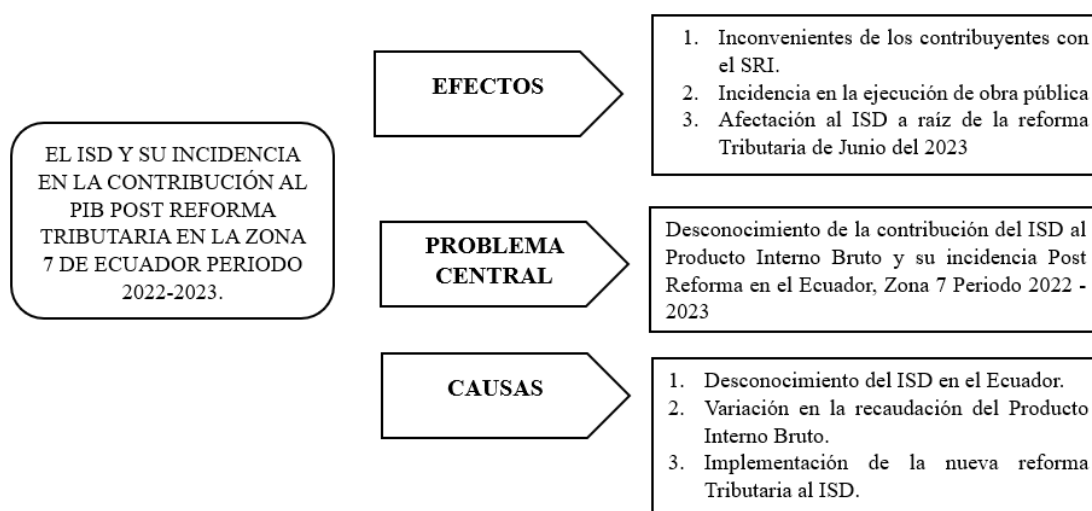 EL ISD Y SU INCIDENCIA
EN LA CONTRIBUCIÓN AL
PIB POST REFORMA
TRIBUTARIA EN LA ZONA
7 DE ECUADOR PERIODO
2022-2023.
EFECTOS
1. Inconvenientes de los contribuyentes con
el SRI.
2. Incidencia en la ejecución de obra pública
3. Afectación al ISD a raíz de la reforma
Tributaria de Junio del 2023
PROBLEMA
CENTRAL
Desconocimiento de la contribución del ISD al
Producto Interno Bruto y su incidencia Post
Reforma en el Ecuador, Zona 7 Periodo 2022 -
2023
CAUSAS
1. Desconocimiento del ISD en el Ecuador.
2. Variación en la recaudación del Producto
Interno Bruto.
3. Implementación de la nueva reforma
Tributaria al ISD.